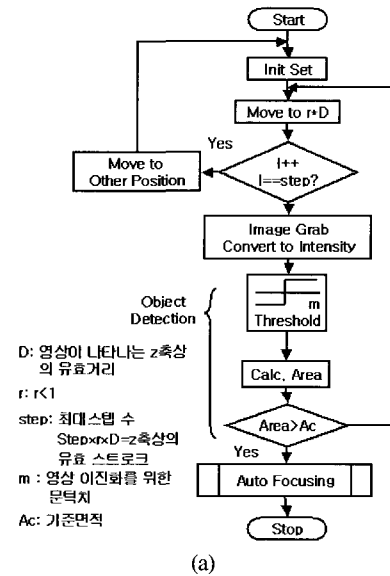 Start
Init Set
Move to r*D
Yes
I++
I==step?
Move to
Other Position
Image Grab
Convert to Intensity
Object
Detection
m
Threshold
Calc. Area
Area>Ac
Yes
Auto Focusing
Stop
D: 영상이 나타나는 z축상
의 유효거리
r: r<1
step: 최대스텝 수
Step×r×D=z축상의
유효 스트로크
m : 영상 이진화를 위한
문턱치
Ac: 기준면적
(a)